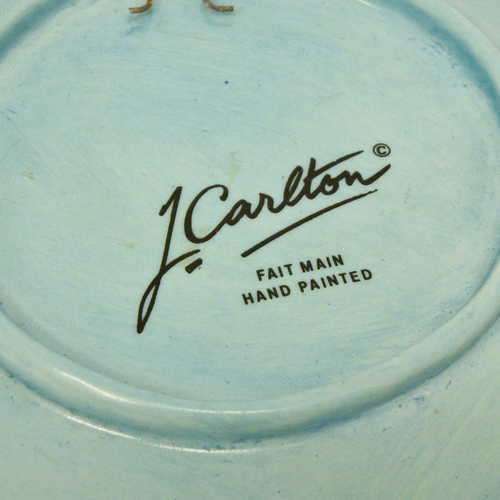 J. Carlton ©
FAIT MAIN
HAND PAINTED